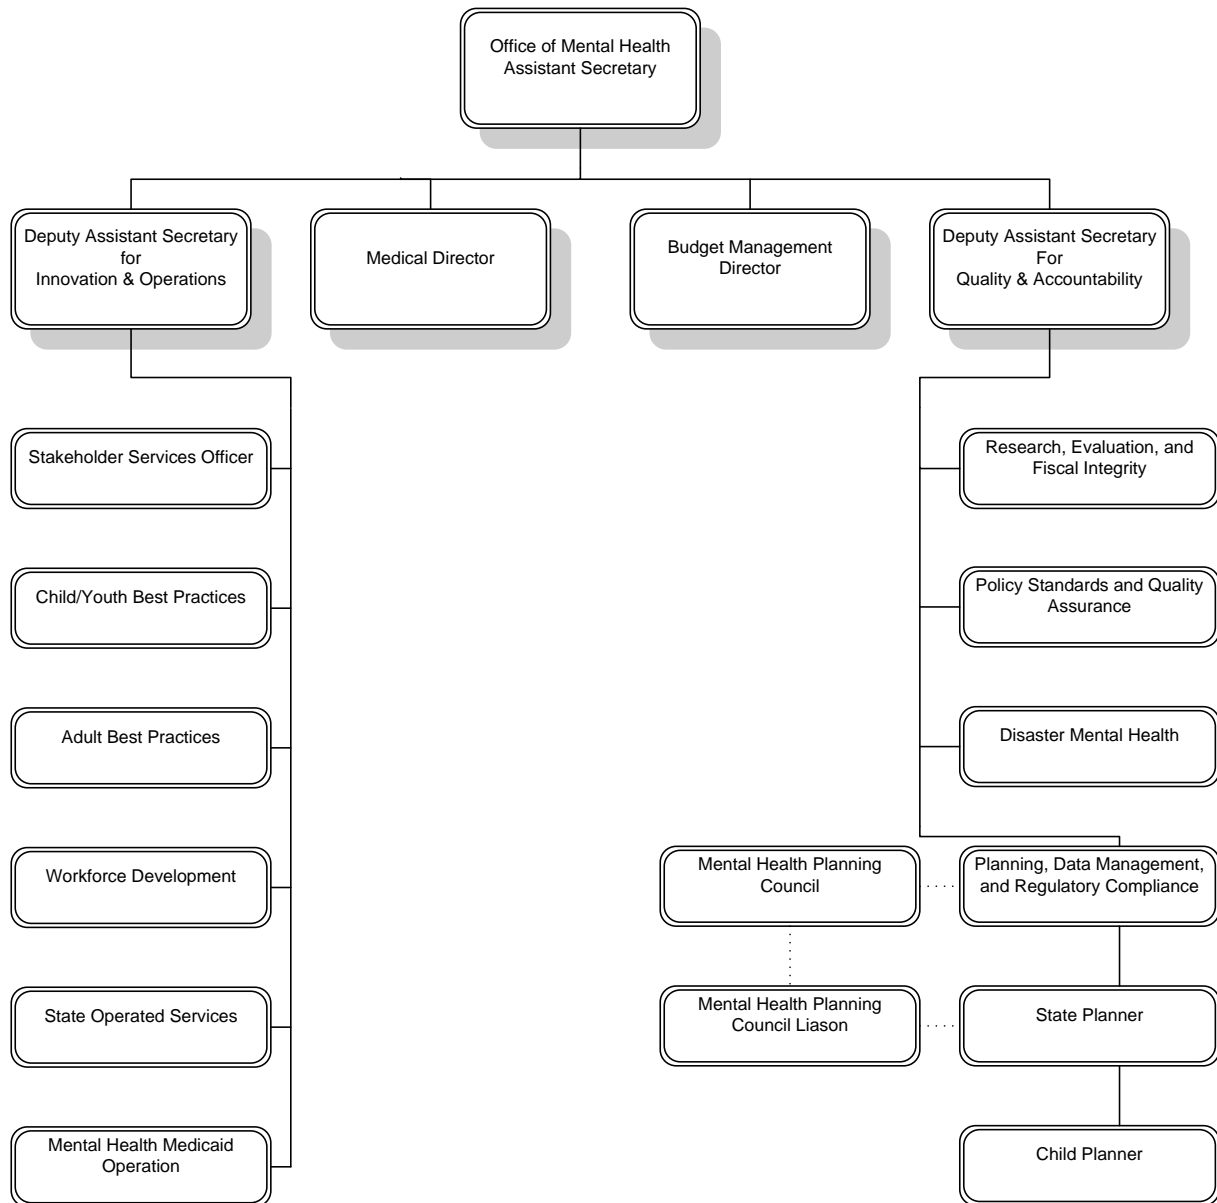 Office of Mental Health
Assistant Secretary
Deputy Assistant Secretary
for
Innovation & Operations
Medical Director
Budget Management
Director
Deputy Assistant Secretary
For
Quality & Accountability
Stakeholder Services Officer
Research, Evaluation, and
Fiscal Integrity
Child/Youth Best Practices
Policy Standards and Quality
Assurance
Adult Best Practices
Disaster Mental Health
Workforce Development
Mental Health Planning
Council
Planning, Data Management,
and Regulatory Compliance
State Operated Services
Mental Health Planning
Council Liason
State Planner
Mental Health Medicaid
Operation
Child Planner